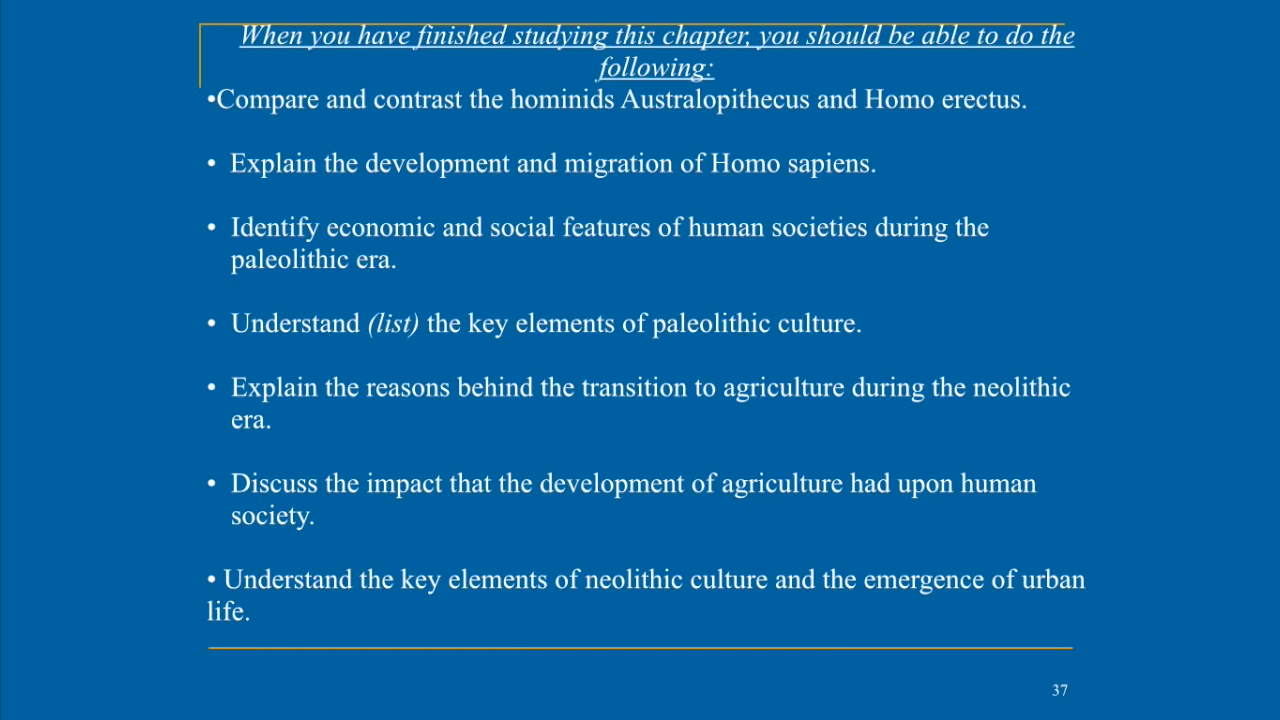 When you have finished studying this chapter, you should be able to do the
following:
•Compare and contrast the hominids Australopithecus and Homo erectus.
• Explain the development and migration of Homo sapiens.
• Identify economic and social features of human societies during the
paleolithic era.
• Understand (list) the key elements of paleolithic culture.
• Explain the reasons behind the transition to agriculture during the neolithic
era.
• Discuss the impact that the development of agriculture had upon human
society.
• Understand the key elements of neolithic culture and the emergence of urban
life.
37